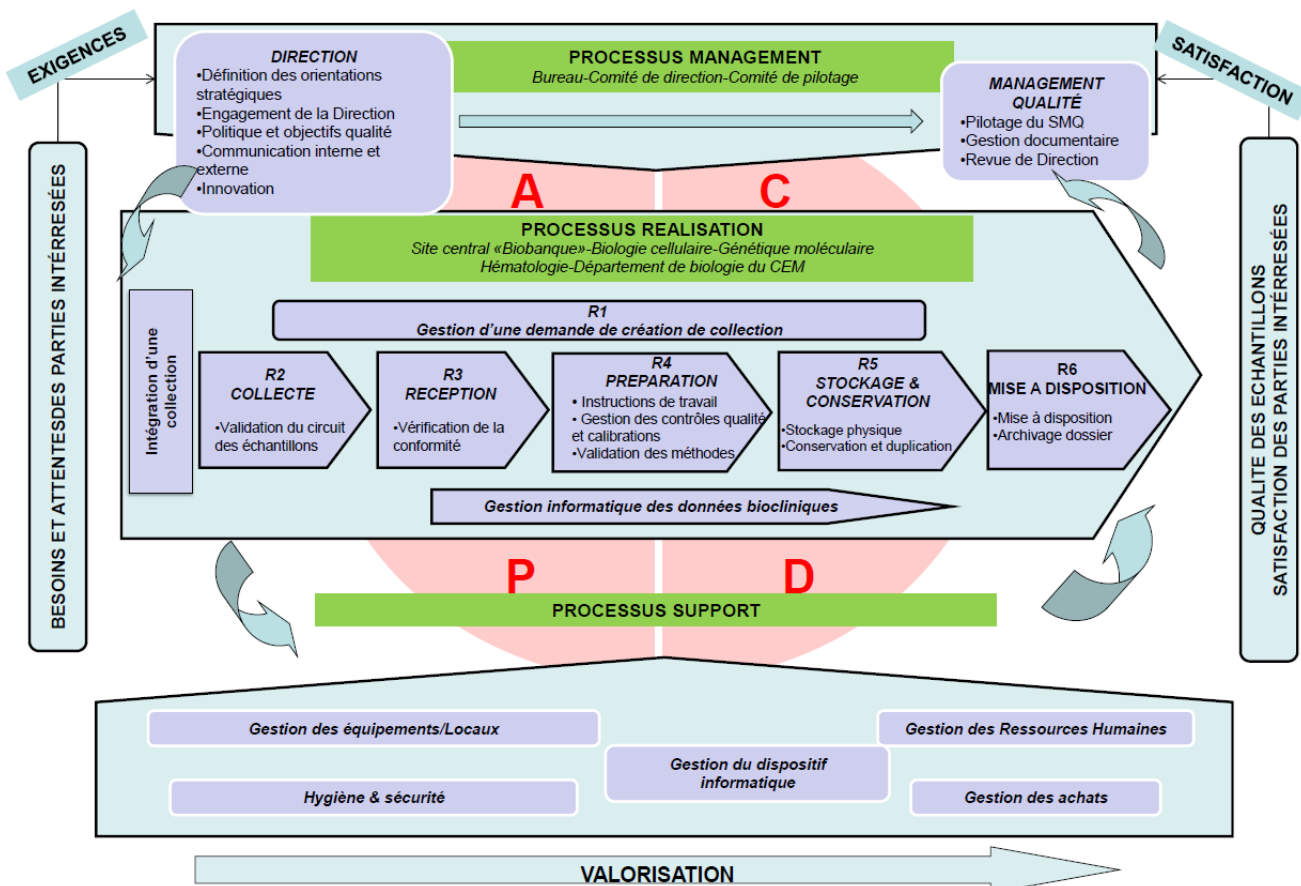 EXIGENCES
SATISFACTION
PROCESSUS MANAGEMENT
Bureau-Comité de direction-Comité de pilotage
DIRECTION
•Définition des orientations
stratégiques
•Engagement de la Direction
•Politique et objectifs qualité
•Communication interne et
externe
•Innovation
MANAGEMENT
QUALITÉ
•Pilotage du SMQ
•Gestion documentaire
•Revue de Direction
BESOINS ET ATTENTESDES PARTIES INTÉRRESÉES
QUALITE DES ECHANTILLONS
SATISFACTION DES PARTIES INTÉRRESÉES
A
C
PROCESSUS REALISATION
Site central «Biobanque»-Biologie cellulaire-Génétique moléculaire
Hématologie-Département de biologie du CEM
R1
Gestion d’une demande de création de collection
Intégration d’une
collection
R2
COLLECTE
•Validation du circuit
des échantillons
R3
RECEPTION
•Vérification de la
conformité
R4
PREPARATION
• Instructions de travail
• Gestion des contrôles qualité
et calibrations
•Validation des méthodes
R5
STOCKAGE &
CONSERVATION
•Stockage physique
•Conservation et duplication
R6
MISE A DISPOSITION
•Mise à disposition
•Archivage dossier
Gestion informatique des données biocliniques
P
D
PROCESSUS SUPPORT
Gestion des équipements/Locaux
Gestion des Ressources Humaines
Gestion du dispositif
informatique
Hygiène & sécurité
Gestion des achats
VALORISATION